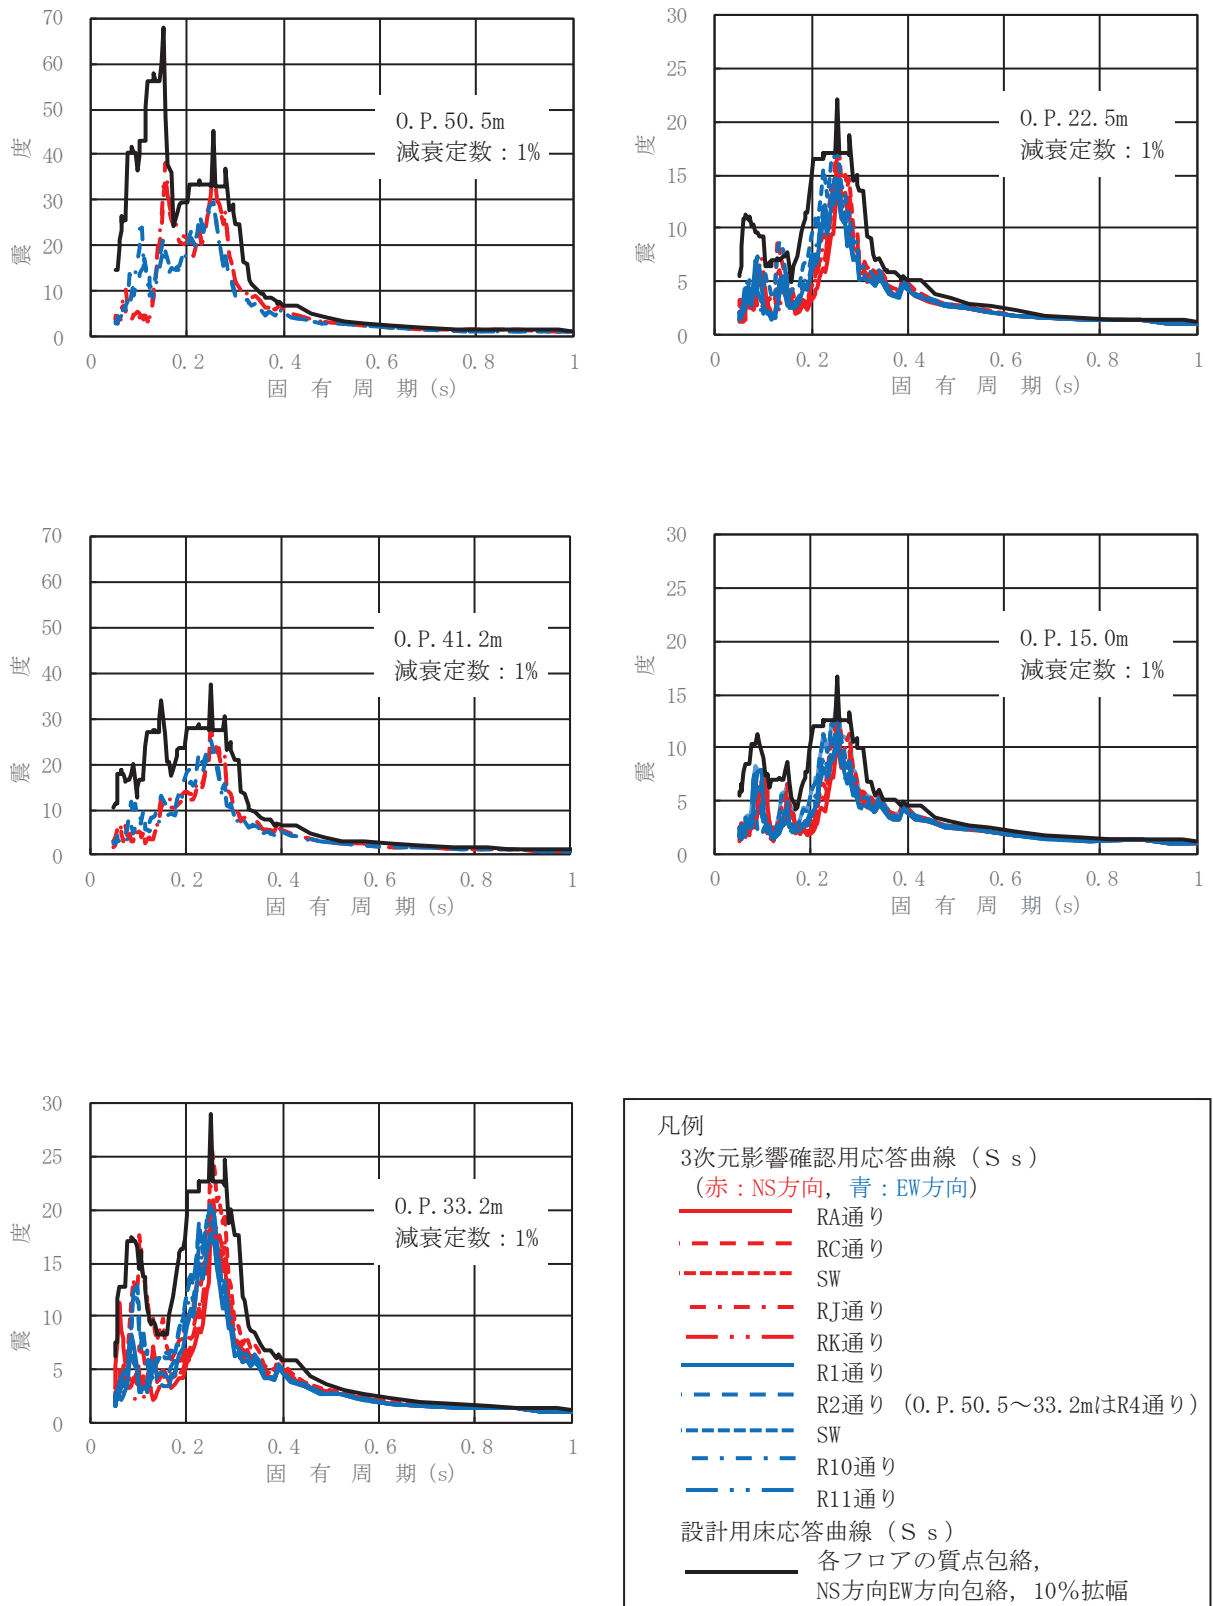 70
60
50
40
30
20
10
0
度
震
O.P.50.5m
減衰定数：1%
0
0.2
0.4
0.6
0.8
1
固有周期(s)
30
25
20
15
10
5
0
度
震
O.P.22.5m
減衰定数：1%
0
0.2
0.4
0.6
0.8
1
固有周期(s)
70
60
50
40
30
20
10
0
度
震
O.P.41.2m
減衰定数：1%
0
0.2
0.4
0.6
0.8
1
固有周期(s)
30
25
20
15
10
5
0
度
震
O.P.15.0m
減衰定数：1%
0
0.2
0.4
0.6
0.8
1
固有周期(s)
30
25
20
15
10
5
0
度
震
O.P.33.2m
減衰定数：1%
0
0.2
0.4
0.6
0.8
1
固有周期(s)
凡例
3次元影響確認用応答曲線（Ｓｓ）
（赤：NS方向，青：EW方向）
RA通り
RC通り
SW
RJ通り
RK通り
R1通り
R2通り（O.P.50.5～33.2mはR4通り）
SW
R10通り
R11通り
設計用床応答曲線（Ｓｓ）
各フロアの質点包絡，
NS方向EW方向包絡，10％拡幅